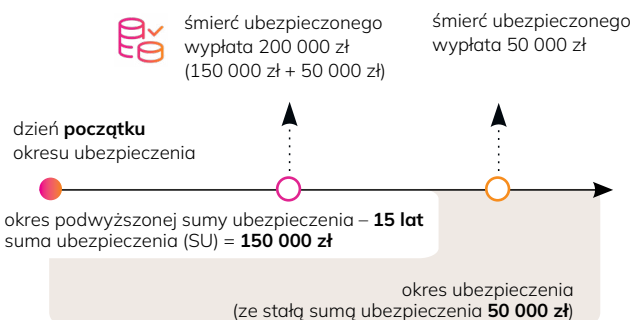 śmierć ubezpieczonego
wypłata 200 000 zł
(150 000 zł + 50 000 zł)
śmierć ubezpieczonego
wypłata 50 000 zł
dzień początku
okresu ubezpieczenia
okres podwyższonej sumy ubezpieczenia – 15 lat
suma ubezpieczenia (SU) = 150 000 zł
okres ubezpieczenia
(ze stałą sumą ubezpieczenia 50 000 zł)